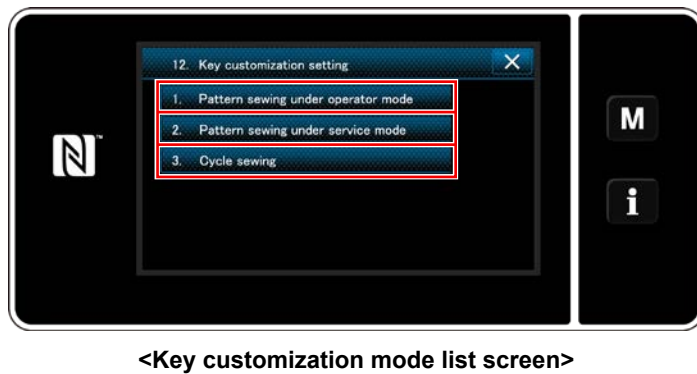 12. Key customization setting
1. Pattern sewing under operator mode
2. Pattern sewing under service mode
3. Cycle sewing
M
i
<Key customization mode list screen>